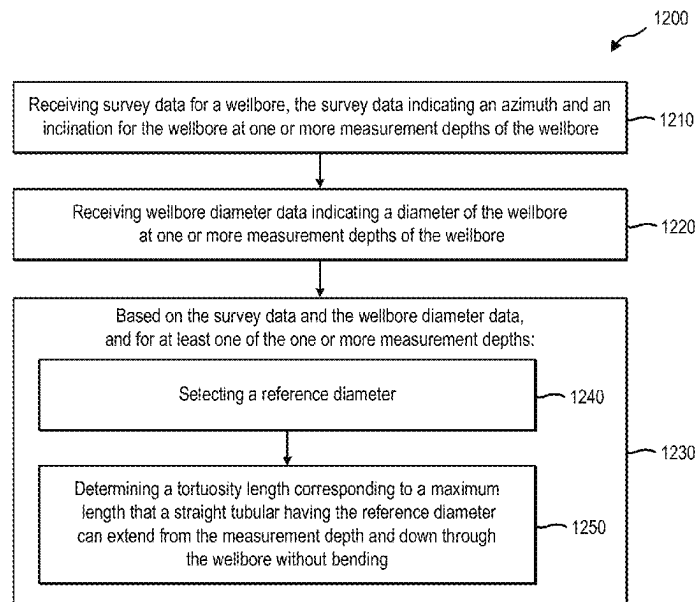 1200
Receiving survey data for a wellbore, the survey data indicating an azimuth and an
inclination for the wellbore at one or more measurement depths of the wellbore
1210
Receiving wellbore diameter data indicating a diameter of the wellbore
at one or more measurement depths of the wellbore
1220
Based on the survey data and the wellbore diameter data,
and for at least one of the one or more measurement depths:
Selecting a reference diameter
1240
1230
Determining a tortuosity length corresponding to a maximum
length that a straight tubular having the reference diameter
can extend from the measurement depth and down through
the wellbore without bending
1250